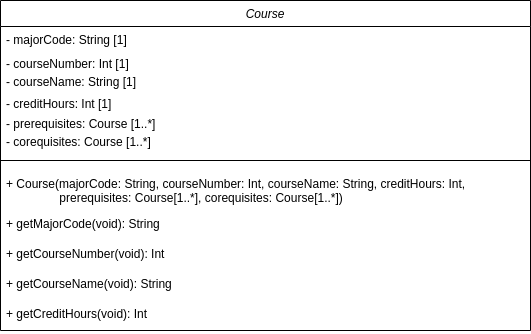 Course
- majorCode: String [1]
- courseNumber: Int [1]
- courseName: String [1]
- creditHours: Int [1]
- prerequisites: Course [1..*]
- corequisites: Course [1..*]
+ Course(majorCode: String, courseNumber: Int, courseName: String, creditHours: Int,
prerequisites: Course[1..*], corequisites: Course[1..*])
+ getMajorCode(void): String
+ getCourseNumber(void): Int
+ getCourseName(void): String
+ getCreditHours(void): Int